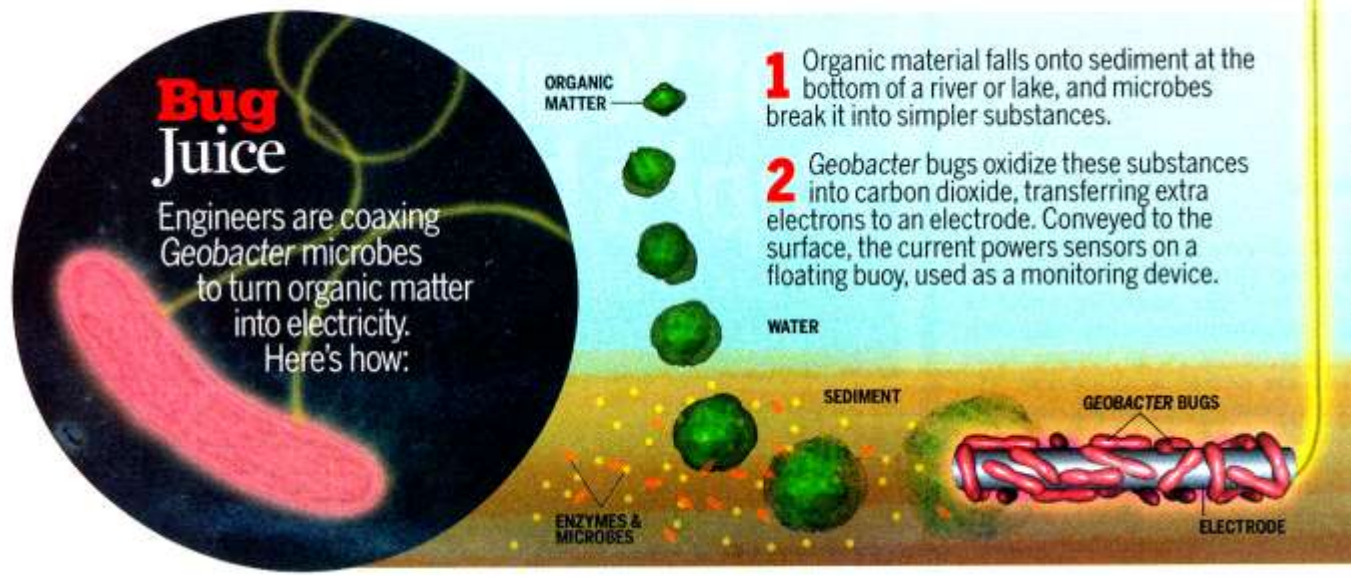 Bug
Juice
Engineers are coaxing
Geobacter microbes
to turn organic matter
into electricity.
Here's how:
ORGANIC
MATTER
1 Organic material falls onto sediment at the
bottom of a river or lake, and microbes
break it into simpler substances.
2 Geobacter bugs oxidize these substances
into carbon dioxide, transferring extra
electrons to an electrode. Conveyed to the
surface, the current powers sensors on a
floating buoy, used as a monitoring device.
WATER
SEDIMENT
GEOBACTER BUGS
ENZYMES &
MICROBES
ELECTRODE